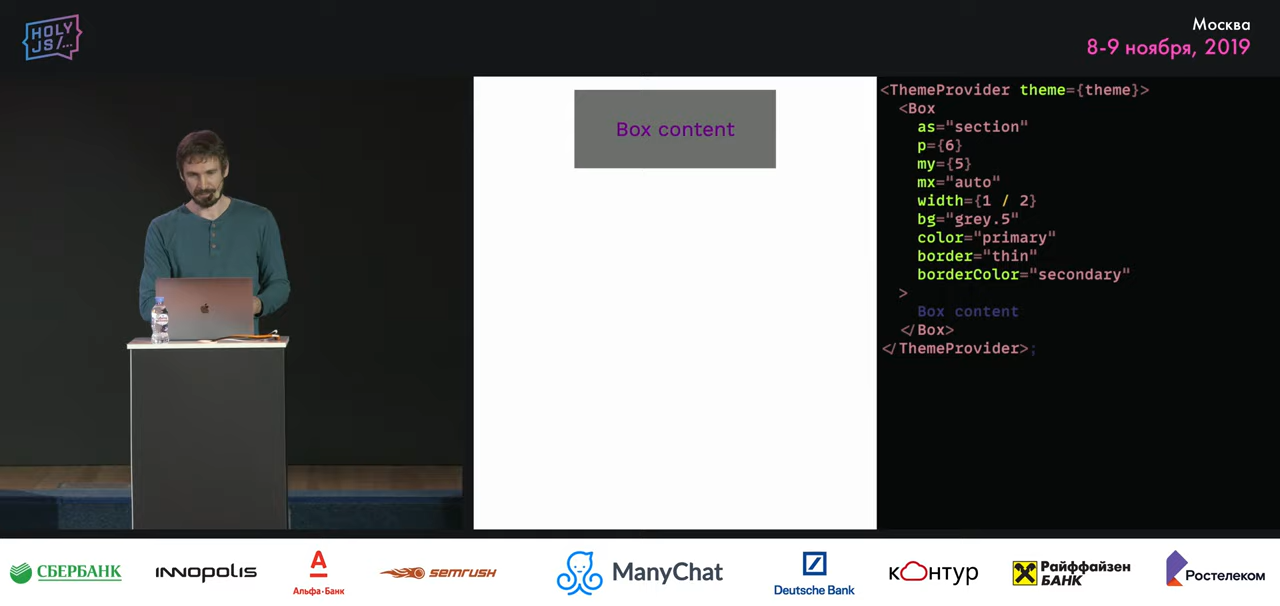 HOLY
JS/...
Москва
8-9 ноября, 2019
Box content
<ThemeProvider theme={theme}>
<Box
as="section"
p={6}
my={5}
mx="auto"
width={1 / 2}
bg="grey.5"
color="primary"
border="thin"
borderColor="secondary"
>
Box content
</Box>
</ThemeProvider>;
СБЕРБАНК
INNOPOLIS
А
Альфа·Банк
semrush
ManyChat
Deutsche Bank
контур
Райффайзен
БАНК
Ростелеком